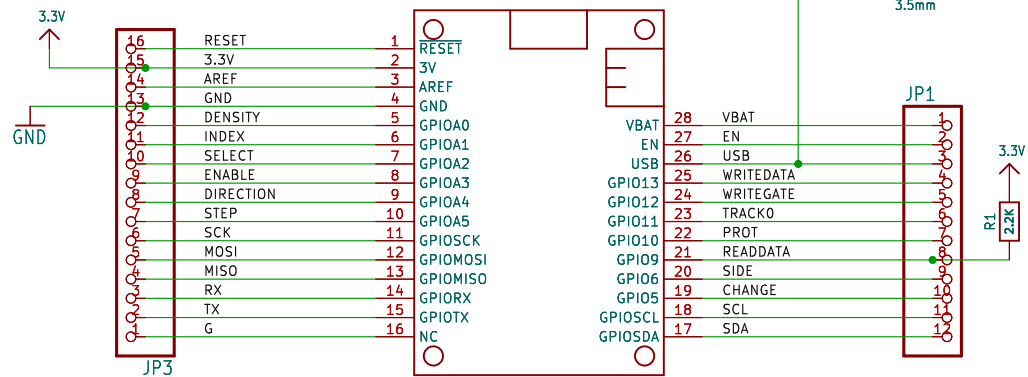 3.5mm
3.3V
16 RESET 1 RESET
15 3.3V 2 3V
14 AREF 3 AREF
13 GND 4 GND
GND
12 DENSITY 5 GPIOA0
11 INDEX 6 GPIOA1
10 SELECT 7 GPIOA2
9 ENABLE 8 GPIOA3
8 DIRECTION 9 GPIOA4
7 STEP 10 GPIOA5
6 SCK 11 GPIOSCK
5 MOSI 12 GPIOMOSI
4 MISO 13 GPIOMISO
3 RX 14 GPIORX
2 TX 15 GPIOTX
1 G 16 NC
JP3
JP1
VBAT 28 VBAT 1
EN 27 EN 2
USB 26 USB 3
GPIO13 25 WRITEDATA 4
GPIO12 24 WRITEGATE 5
GPIO11 23 TRACK0 6
GPIO10 22 PROT 7
GPIO9 21 READDATA 8
GPIO6 20 SIDE 9
GPIO5 19 CHANGE 10
GPIOSCL 18 SCL 11
GPIOSDA 17 SDA 12
3.3V
R1
2.2K